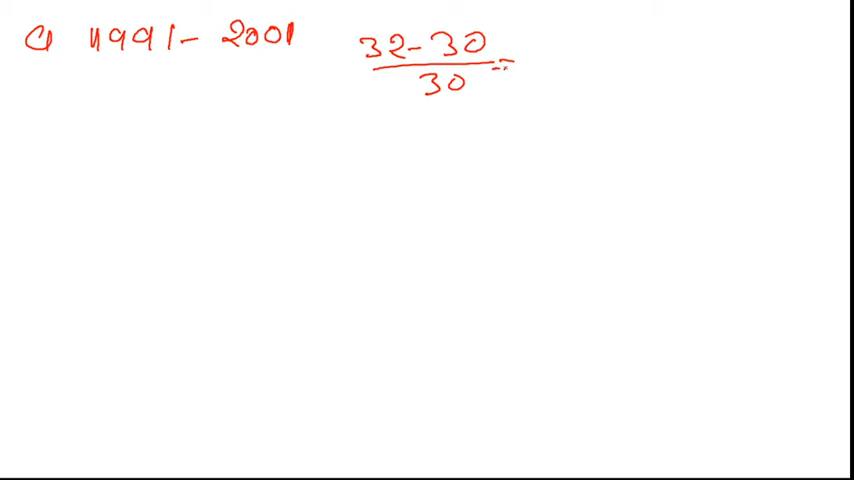 a 1991- 2001
32-30
30 =